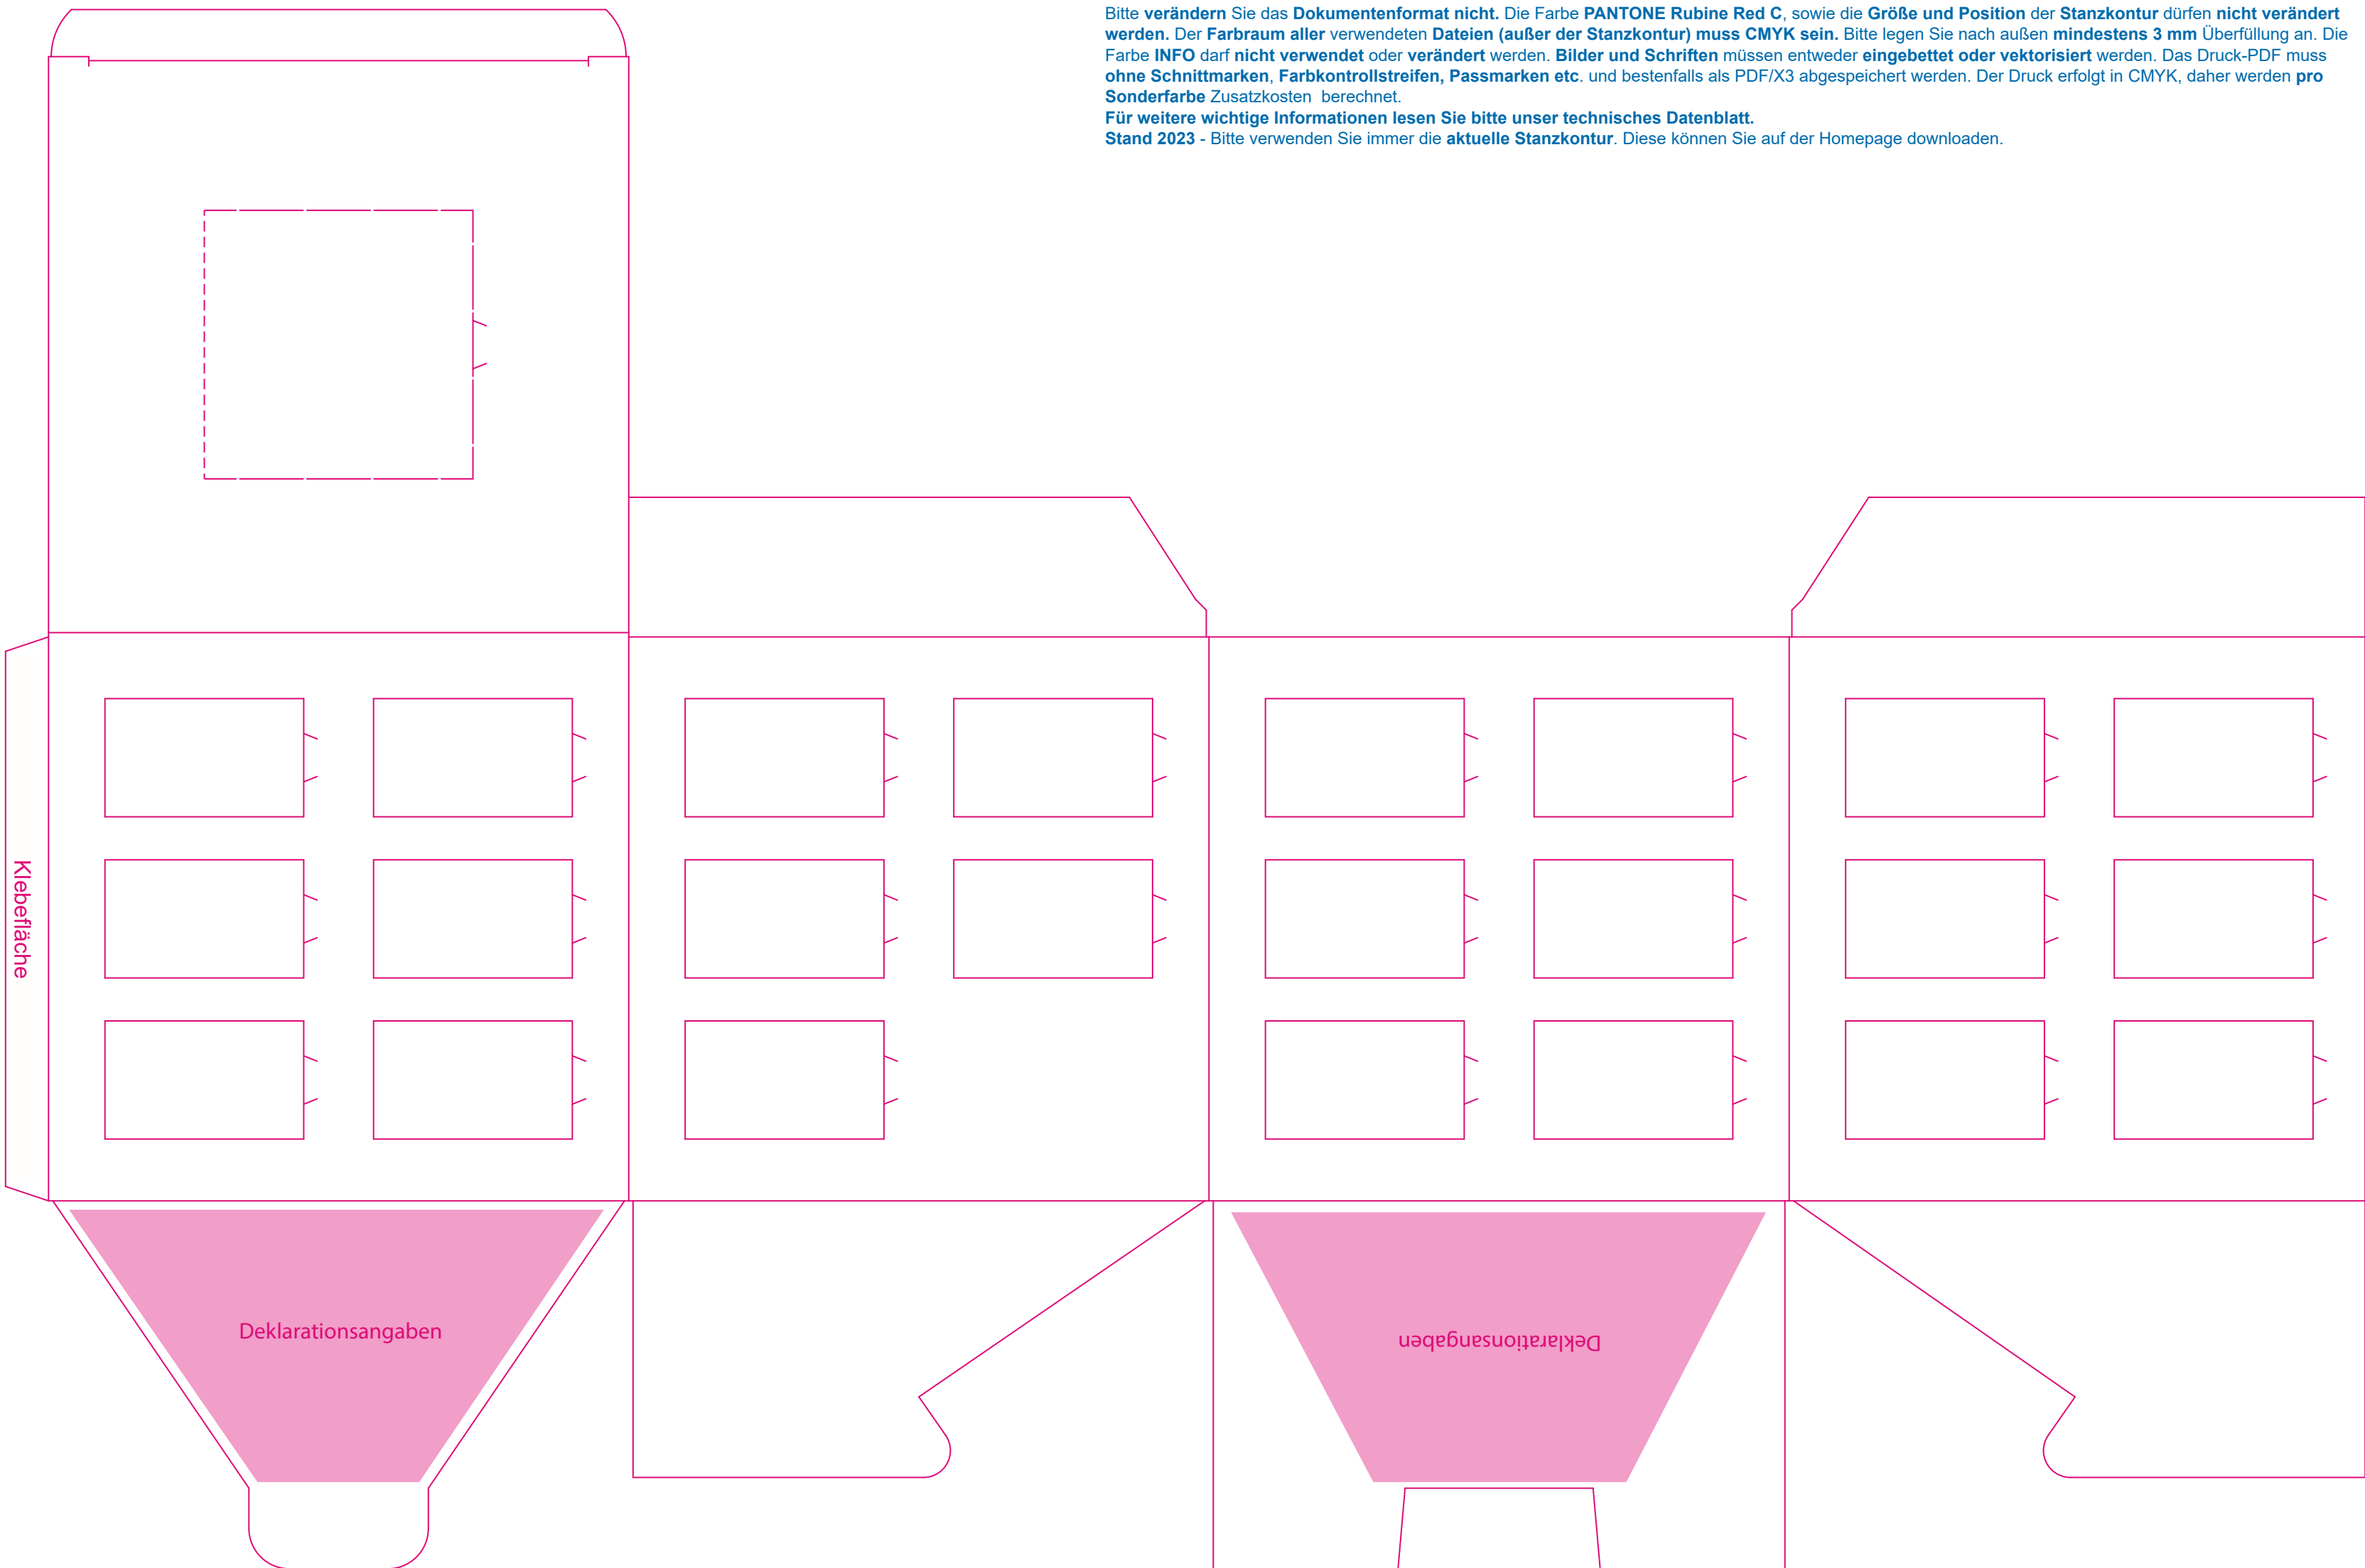 Bitte verändern Sie das Dokumentenformat nicht. Die Farbe PANTONE Rubine Red C, sowie die Größe und Position der Stanzkontur dürfen nicht verändert
werden. Der Farbraum aller verwendeten Dateien (außer der Stanzkontur) muss CMYK sein. Bitte legen Sie nach außen mindestens 3 mm Überfüllung an. Die
Farbe INFO darf nicht verwendet oder verändert werden. Bilder und Schriften müssen entweder eingebettet oder vektorisiert werden. Das Druck-PDF muss
ohne Schnittmarken, Farbkontrollstreifen, Passmarken etc. und bestenfalls als PDF/X3 abgespeichert werden. Der Druck erfolgt in CMYK, daher werden pro
Sonderfarbe Zusatzkosten berechnet.
Für weitere wichtige Informationen lesen Sie bitte unser technisches Datenblatt.
Stand 2023 - Bitte verwenden Sie immer die aktuelle Stanzkontur. Diese können Sie auf der Homepage downloaden.
Klebefläche
Deklarationsangaben
Deklarationsangaben